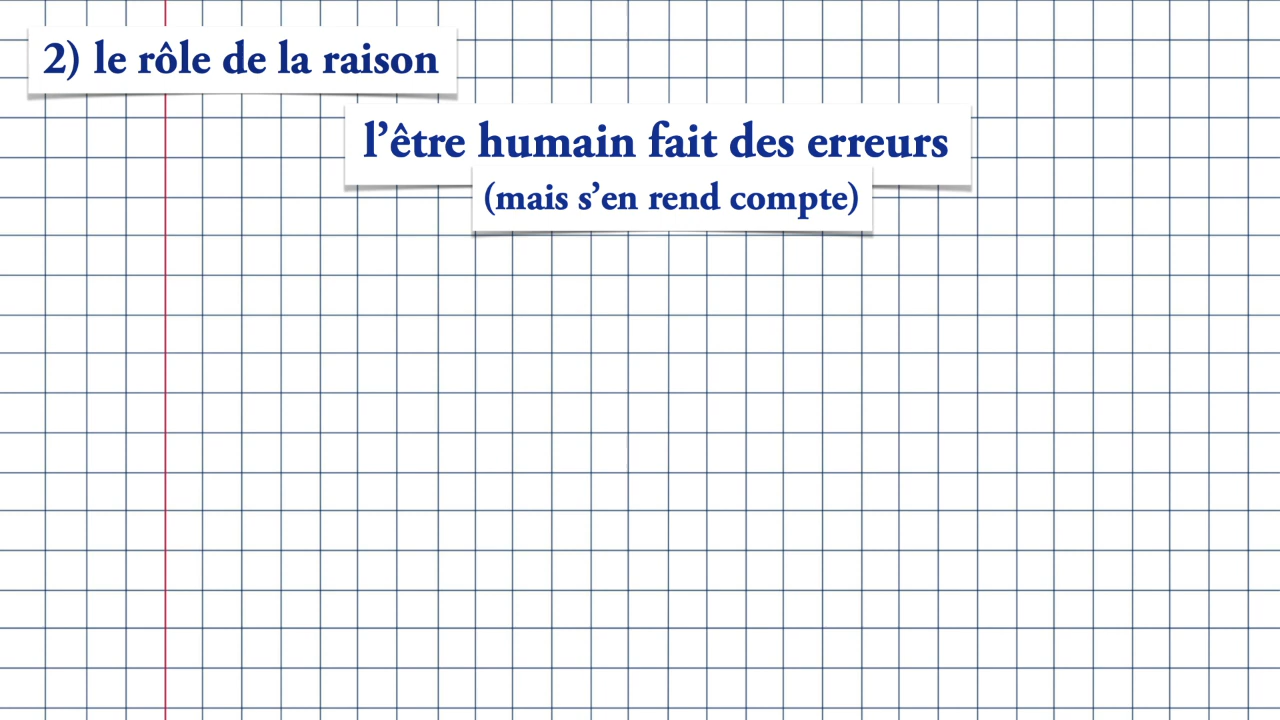 2) le rôle de la raison
l’être humain fait des erreurs
(mais s’en rend compte)